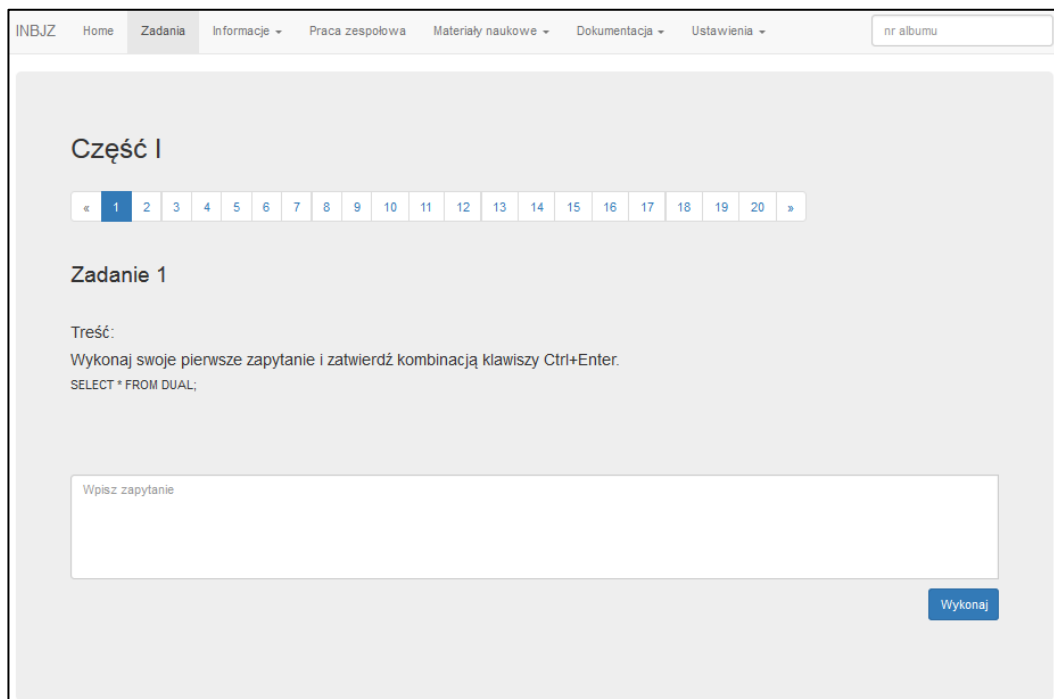 INBJZ Home Zadania Informacje Praca zespołowa Materiały naukowe Dokumentacja Ustawienia nr albumu
Część I
« 1 2 3 4 5 6 7 8 9 10 11 12 13 14 15 16 17 18 19 20 »
Zadanie 1
Treść:
Wykonaj swoje pierwsze zapytanie i zatwierdź kombinacją klawiszy Ctrl+Enter.
SELECT * FROM DUAL;
Wpisz zapytanie
Wykonaj